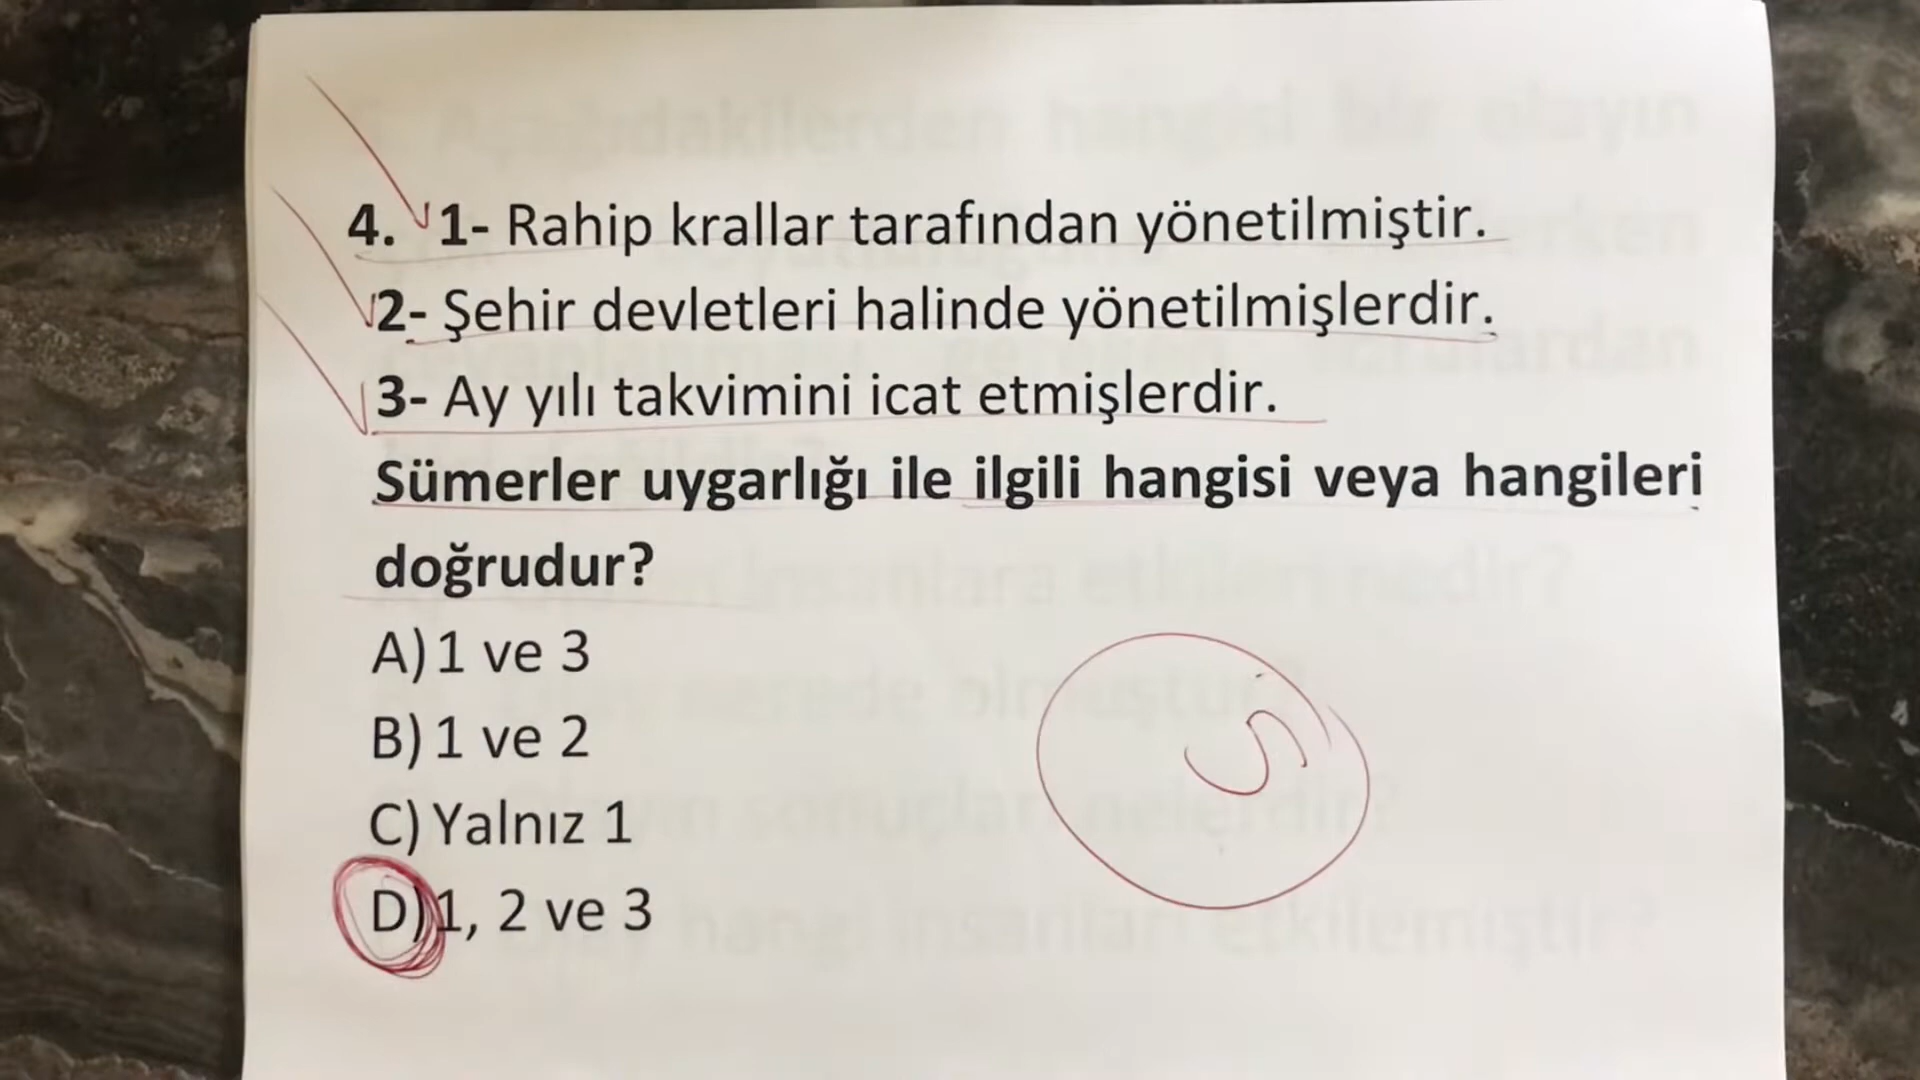 4. 1- Rahip krallar tarafından yönetilmiştir.
2- Şehir devletleri halinde yönetilmişlerdir.
3- Ay yılı takvimini icat etmişlerdir.
Sümerler uygarlığı ile ilgili hangisi veya hangileri
doğrudur?
A) 1 ve 3
B) 1 ve 2
C) Yalnız 1
D) 1, 2 ve 3